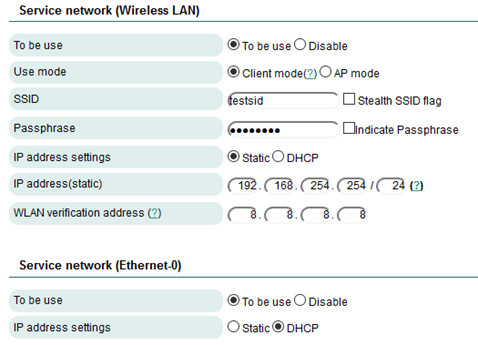 Service network (Wireless LAN)
To be use To be use Disable
Use mode Client mode(?) AP mode
SSID testsid Stealth SSID flag
Passphrase ●●●●●●●● Indicate Passphrase
IP address settings Static DHCP
IP address(static) 192. 168. 254. 254 / 24 (?)
WLAN verification address (?) 8. 8. 8. 8
Service network (Ethernet-0)
To be use To be use Disable
IP address settings Static DHCP